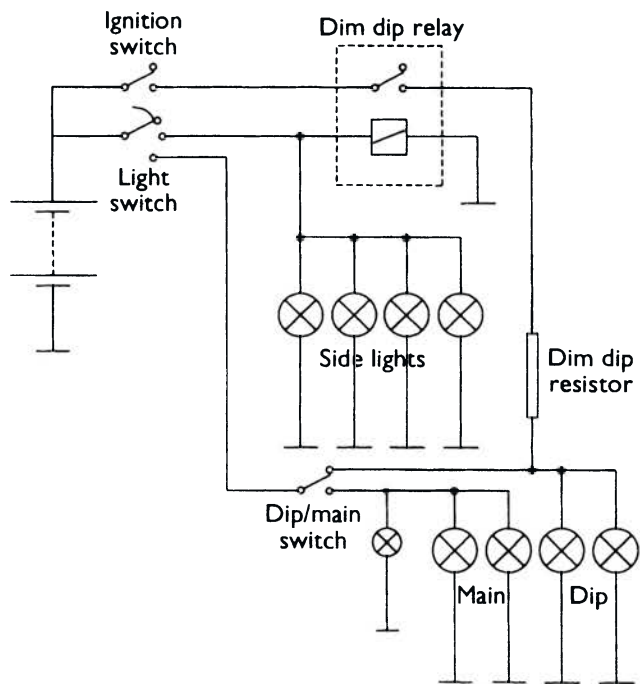 Ignition
switch
Dim dip relay
Light
switch
Side lights
Dim dip
resistor
Dip/main
switch
Main
Dip